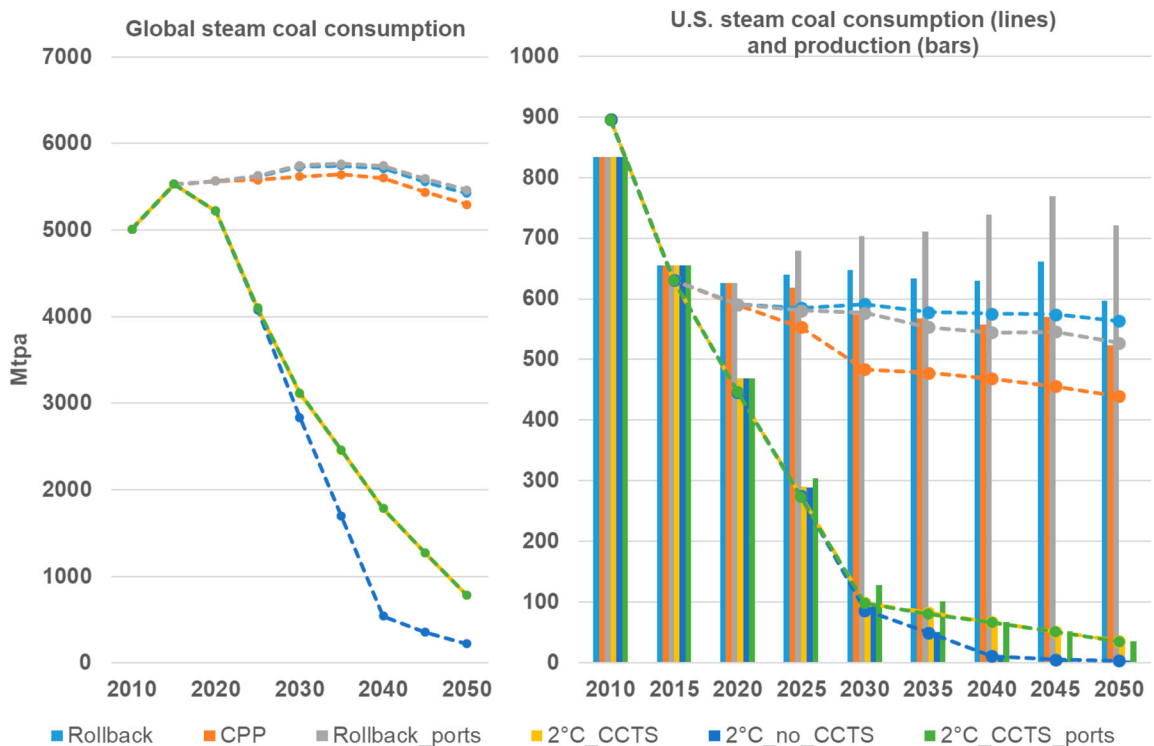 Global steam coal consumption
U.S. steam coal consumption (lines)
and production (bars)
Mtpa
7000
6000
5000
4000
3000
2000
1000
0
2010 2020 2030 2040 2050
1000
900
800
700
600
500
400
300
200
100
0
2010 2015 2020 2025 2030 2035 2040 2045 2050
Rollback CPP Rollback_ports 2°C_CCTS 2°C_no_CCTS 2°C_CCTS_ports